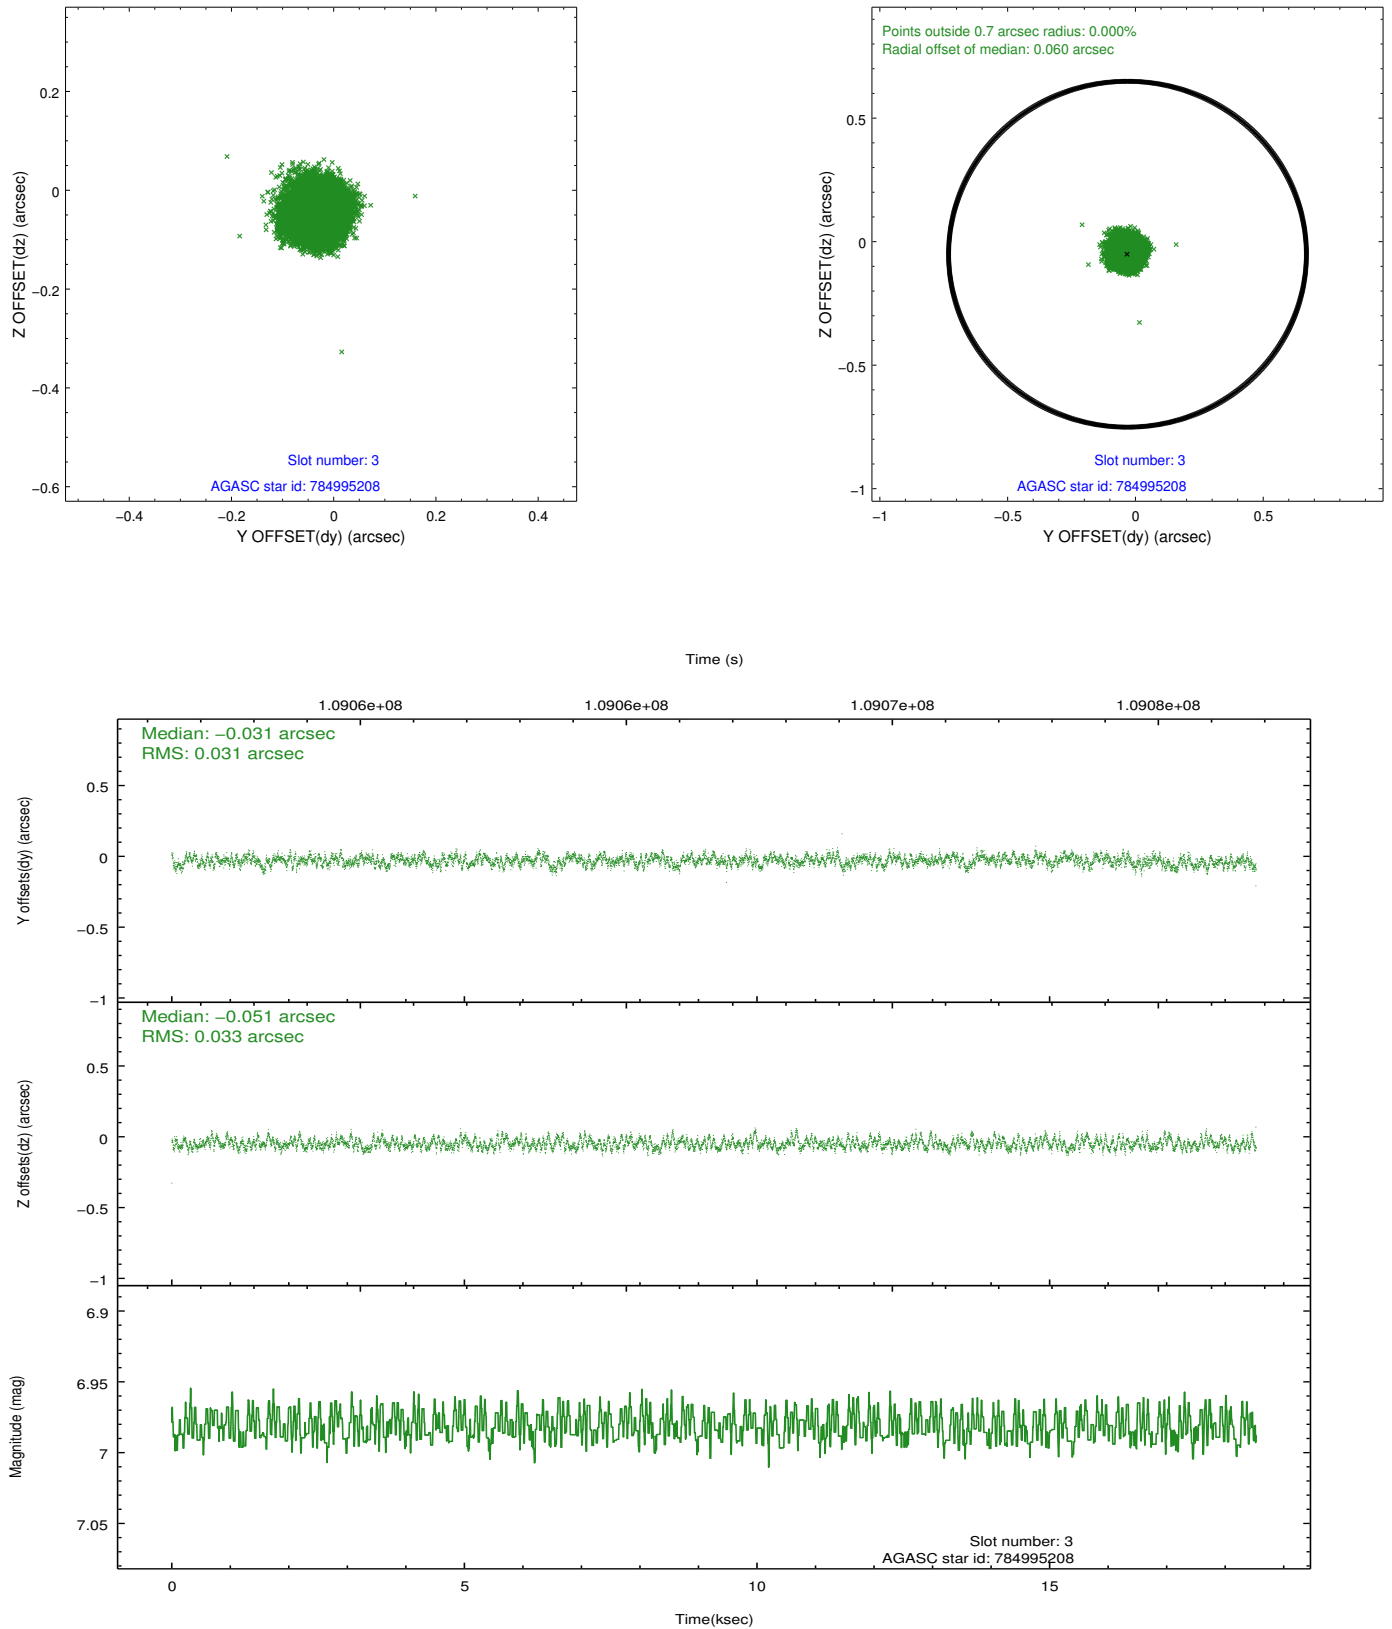 0.2
0
−0.2
−0.4
−0.6
Z OFFSET(dz) (arcsec)
Slot number: 3
AGASC star id: 784995208
−0.4
−0.2
0
0.2
0.4
Y OFFSET(dy) (arcsec)
Points outside 0.7 arcsec radius: 0.000%
Radial offset of median: 0.060 arcsec
0.5
0
−0.5
−1
Z OFFSET(dz) (arcsec)
Slot number: 3
AGASC star id: 784995208
−1
−0.5
0
0.5
Y OFFSET(dy) (arcsec)
Time (s)
1.0906e+08
1.0906e+08
1.0907e+08
1.0908e+08
Median: −0.031 arcsec
RMS: 0.031 arcsec
0.5
0
−0.5
−1
Y offsets(dy) (arcsec)
Median: −0.051 arcsec
RMS: 0.033 arcsec
0.5
0
−0.5
−1
Z offsets(dz) (arcsec)
6.9
6.95
7
7.05
Magnitude (mag)
Slot number: 3
AGASC star id: 784995208
0
5
10
15
Time(ksec)